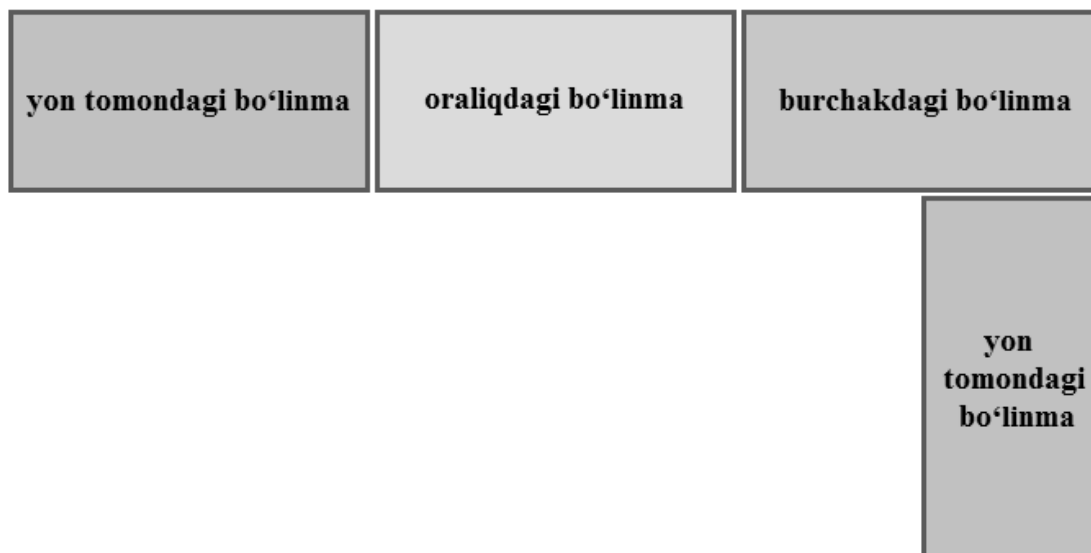 yon tomondagi bo‘linma
oraliqdagi bo‘linma
burchakdagi bo‘linma
yon
tomondagi
bo‘linma